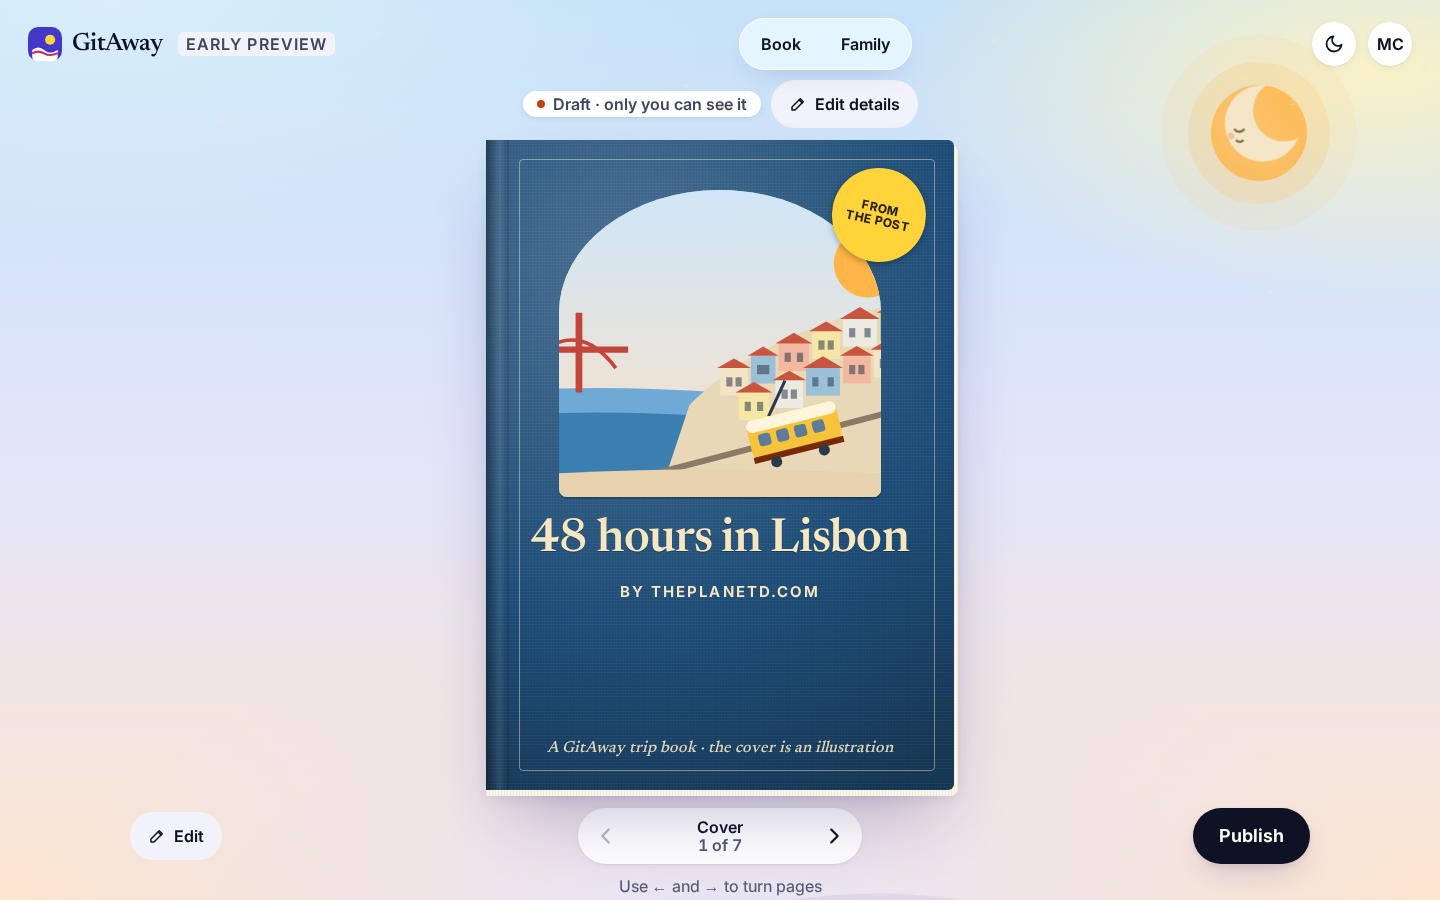 GitAway
EARLY PREVIEW
Book
Family
MC
Draft · only you can see it
Edit details
FROM
THE POST
48 hours in Lisbon
BY THEPLANETD.COM
A GitAway trip book · the cover is an illustration
Edit
Cover
1 of 7
Publish
Use ← and → to turn pages